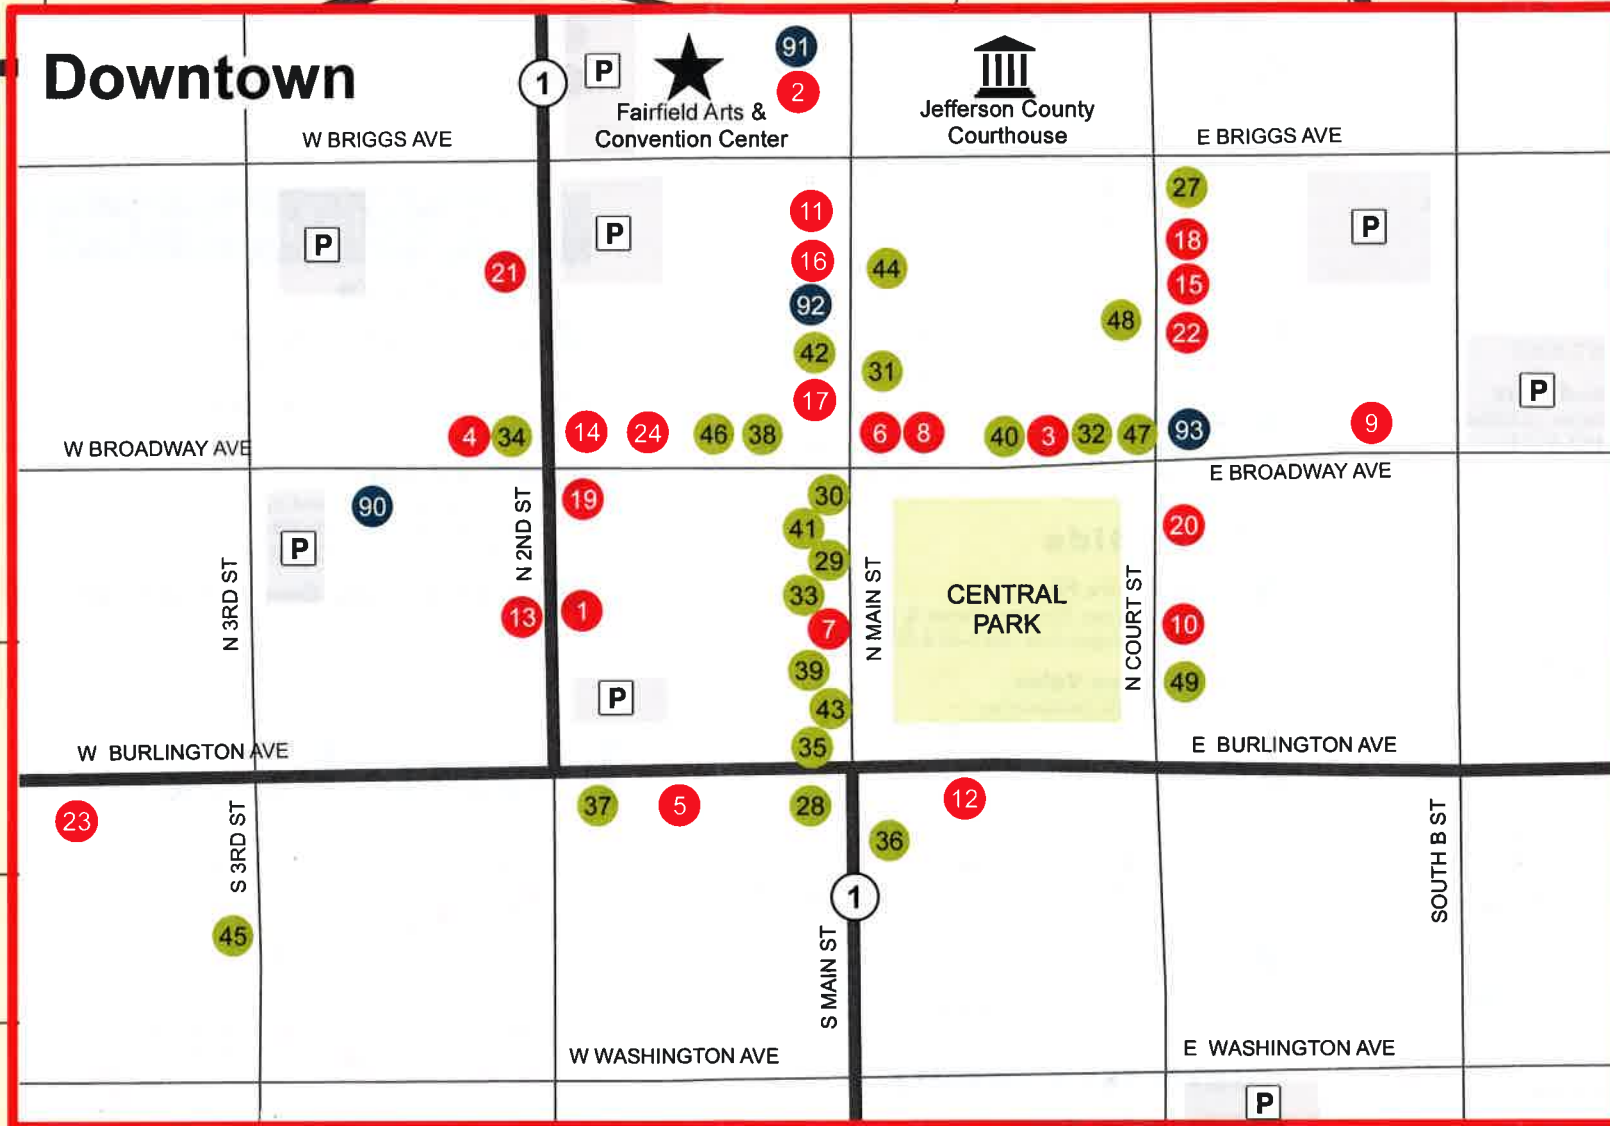 Downtown
1
P
91
2
Fairfield Arts &
Convention Center
Jefferson County
Courthouse
W BRIGGS AVE
E BRIGGS AVE
P
21
P
11
16
92
42
17
44
31
48
27
18
15
22
P
P
W BROADWAY AVE
4
34
14
24
46
38
6
8
40
3
32
47
93
9
E BROADWAY AVE
90
P
N 3RD ST
N 2ND ST
13
19
1
P
30
41
29
33
7
39
43
35
N MAIN ST
CENTRAL
PARK
N COURT ST
20
10
49
W BURLINGTON AVE
E BURLINGTON AVE
23
S 3RD ST
45
37
5
28
12
36
1
S MAIN ST
SOUTH B ST
W WASHINGTON AVE
E WASHINGTON AVE
P